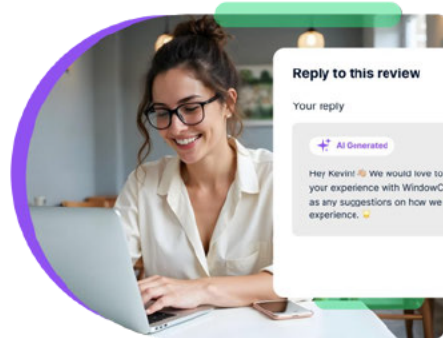 Reply to this review
Your reply
AI Generated
Hey Kevin! 👋 We would love to
your experience with WindowC
as any suggestions on how we
experience.